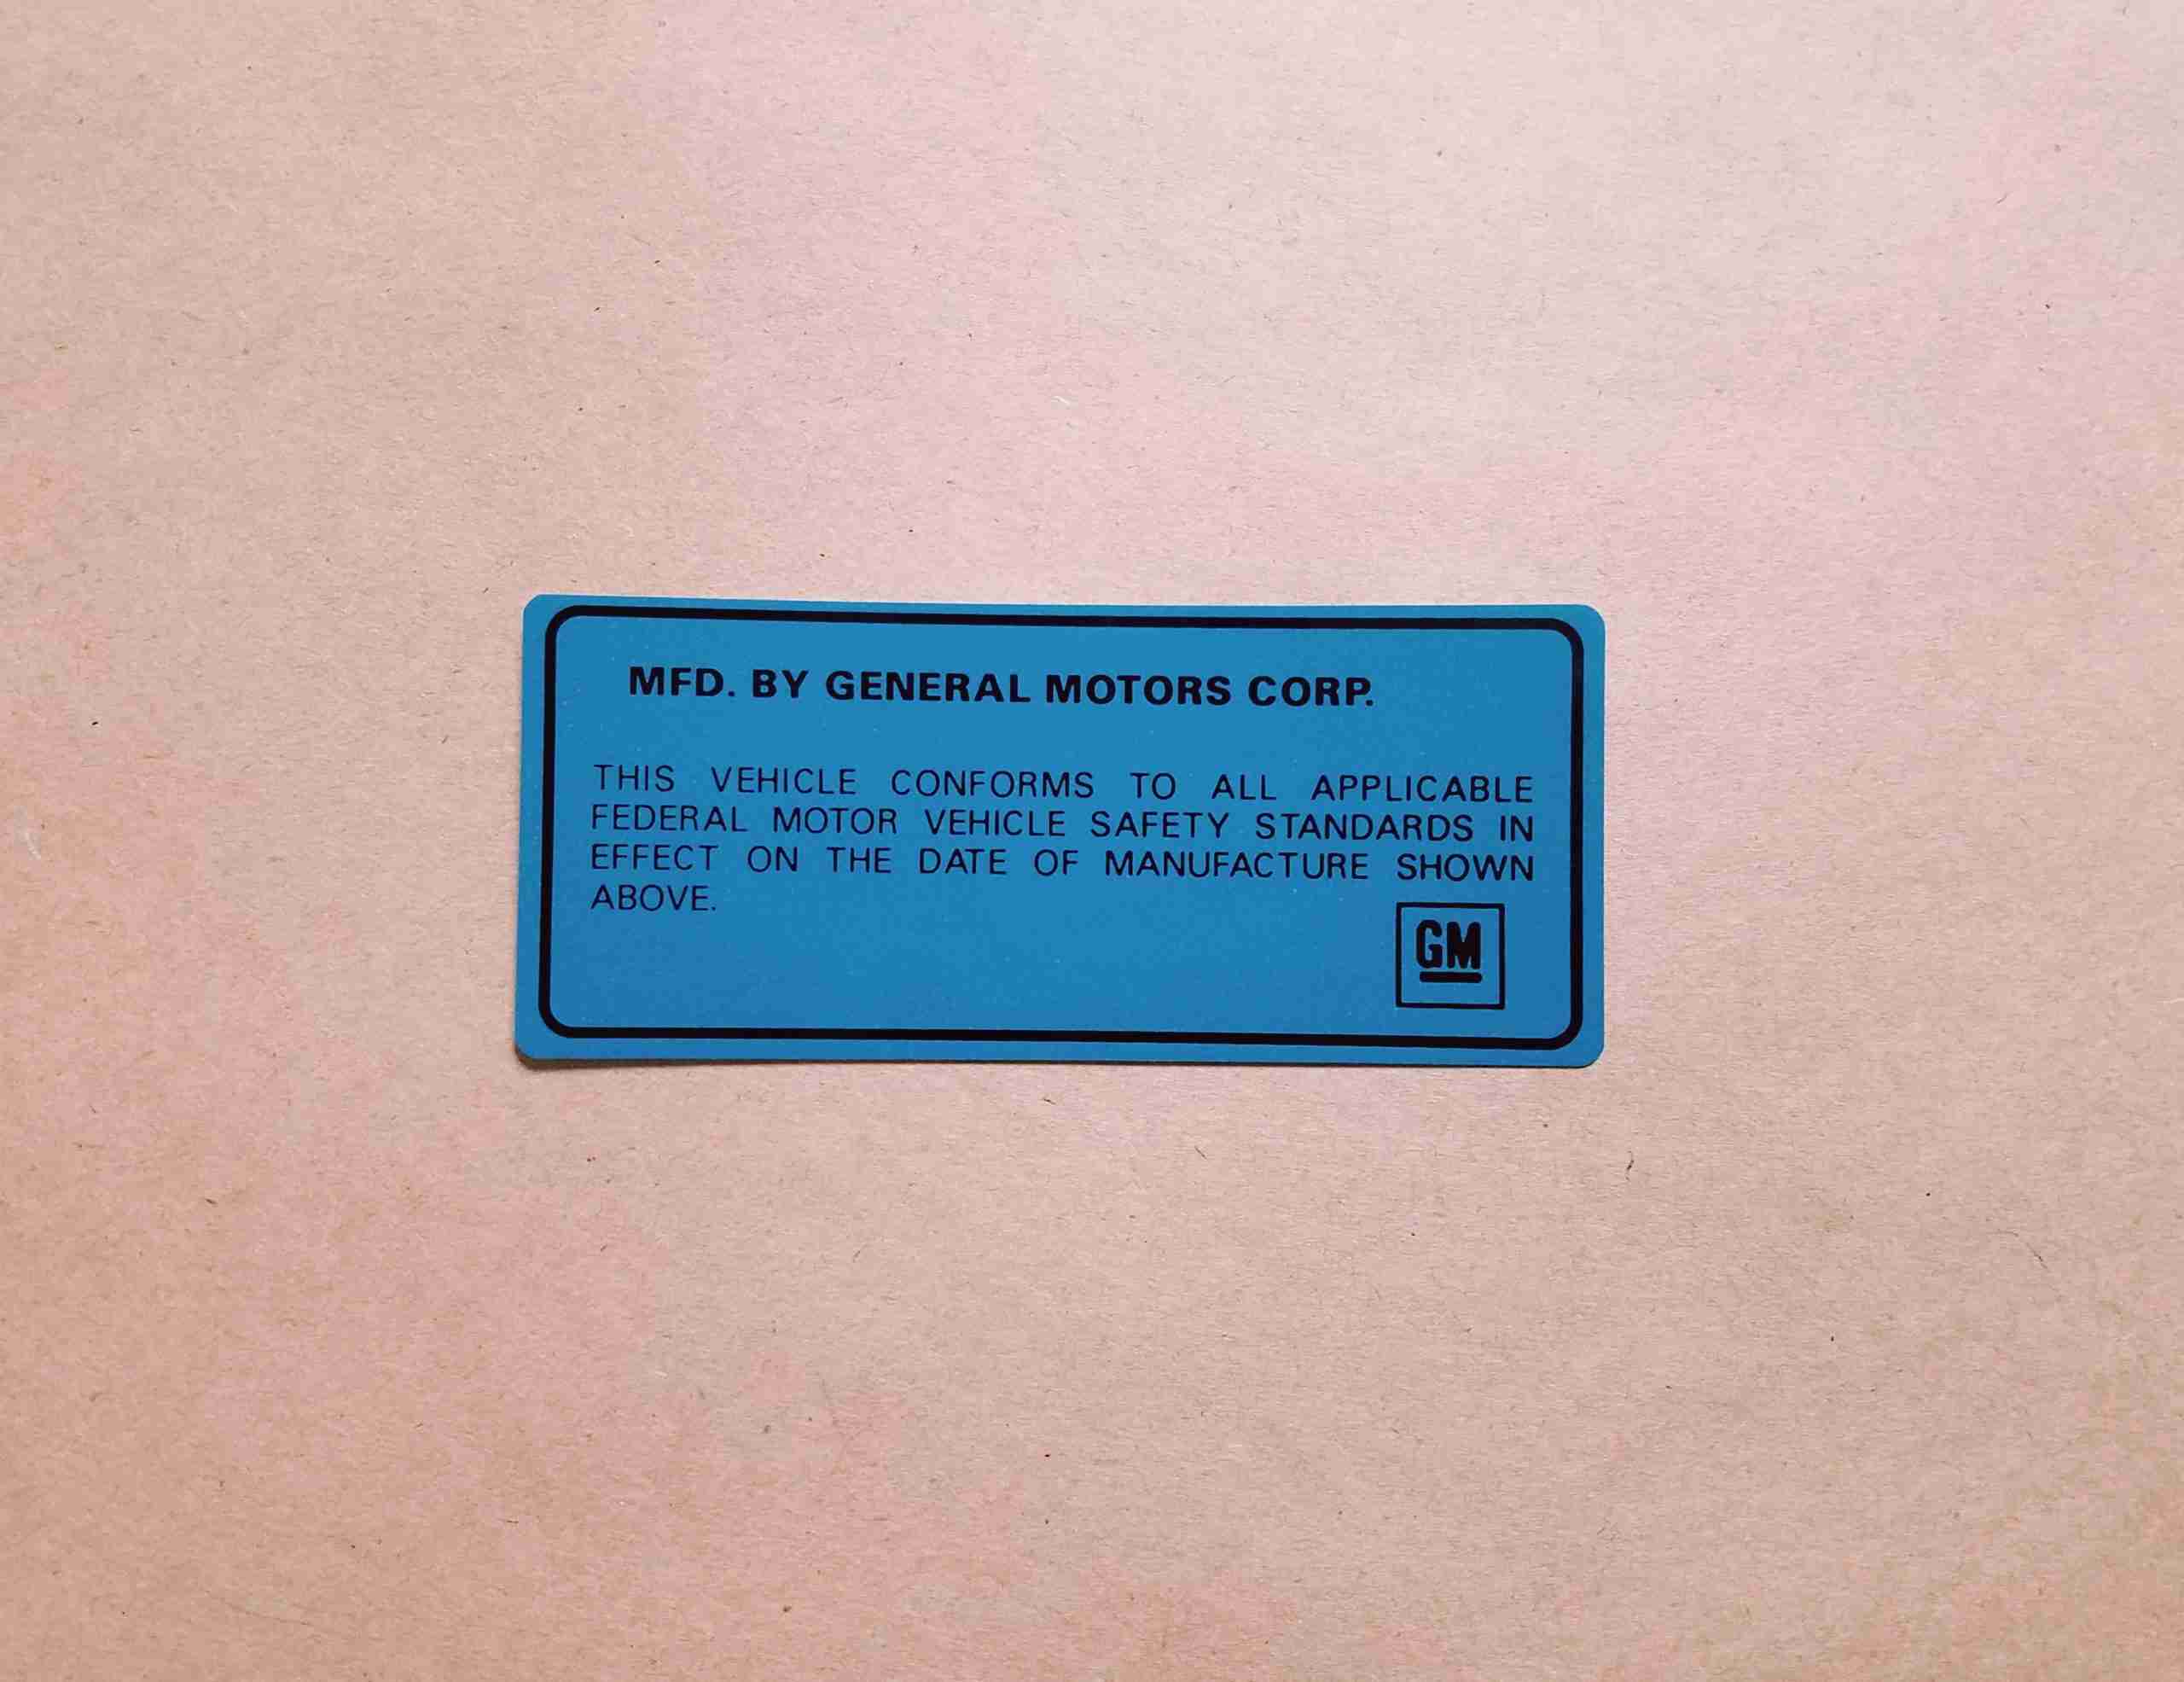 MFD. BY GENERAL MOTORS CORP.
THIS VEHICLE CONFORMS TO ALL APPLICABLE
FEDERAL MOTOR VEHICLE SAFETY STANDARDS IN
EFFECT ON THE DATE OF MANUFACTURE SHOWN
ABOVE.
GM